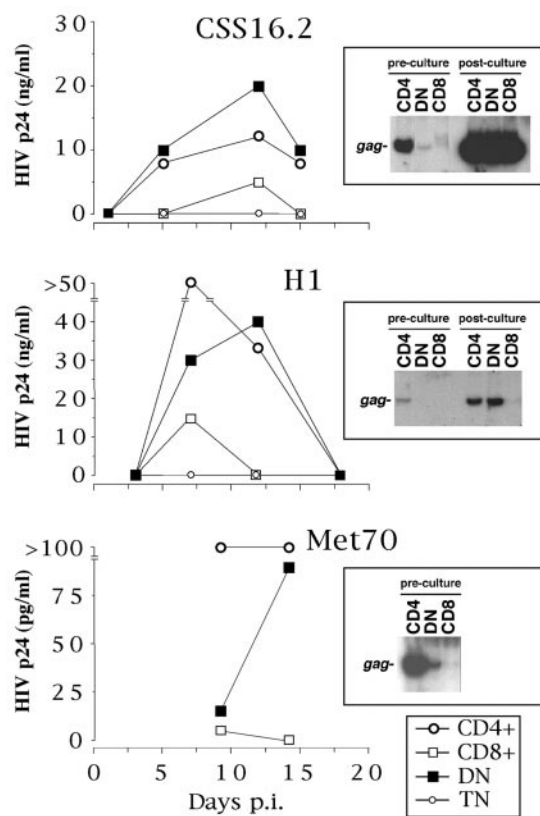 CSS16.2
HIV p24 (ng/ml)
30
20
10
0
pre-culture post-culture
CD4 DN CD8 CD4 DN CD8
gag-
H1
HIV p24 (ng/ml)
>50
40
30
20
10
0
pre-culture post-culture
CD4 DN CD8 CD4 DN CD8
gag-
Met70
HIV p24 (pg/ml)
>100
75
50
25
0
pre-culture
CD4 DN CD8
gag-
0 5 10 15 20
Days p.i.
CD4+
CD8+
DN
TN